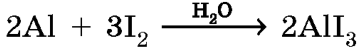 2Al + 3I₂ —H₂O→ 2AlI₃